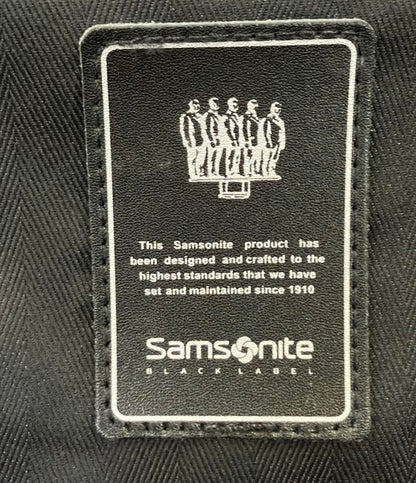 This Samsonite product has
been designed and crafted to the
highest standards that we have
set and maintained since 1910
Samsonite
BLACK LABEL